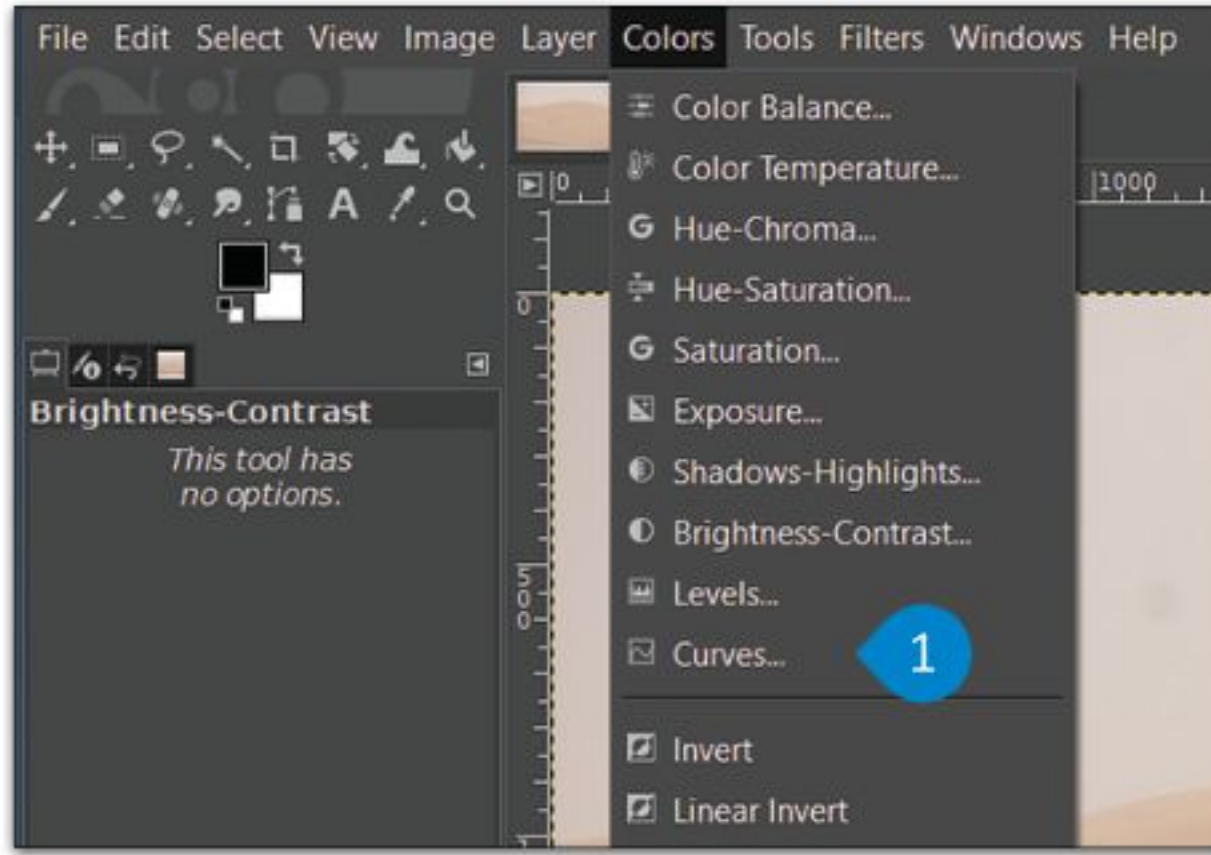 File Edit Select View Image Layer Colors Tools Filters Windows Help
Color Balance...
Color Temperature...
0
1000
Hue-Chroma...
Hue-Saturation...
0
Saturation...
Brightness-Contrast
Exposure...
This tool has
no options.
Shadows-Highlights...
Brightness-Contrast...
500
Levels...
Curves...
1
Invert
Linear Invert